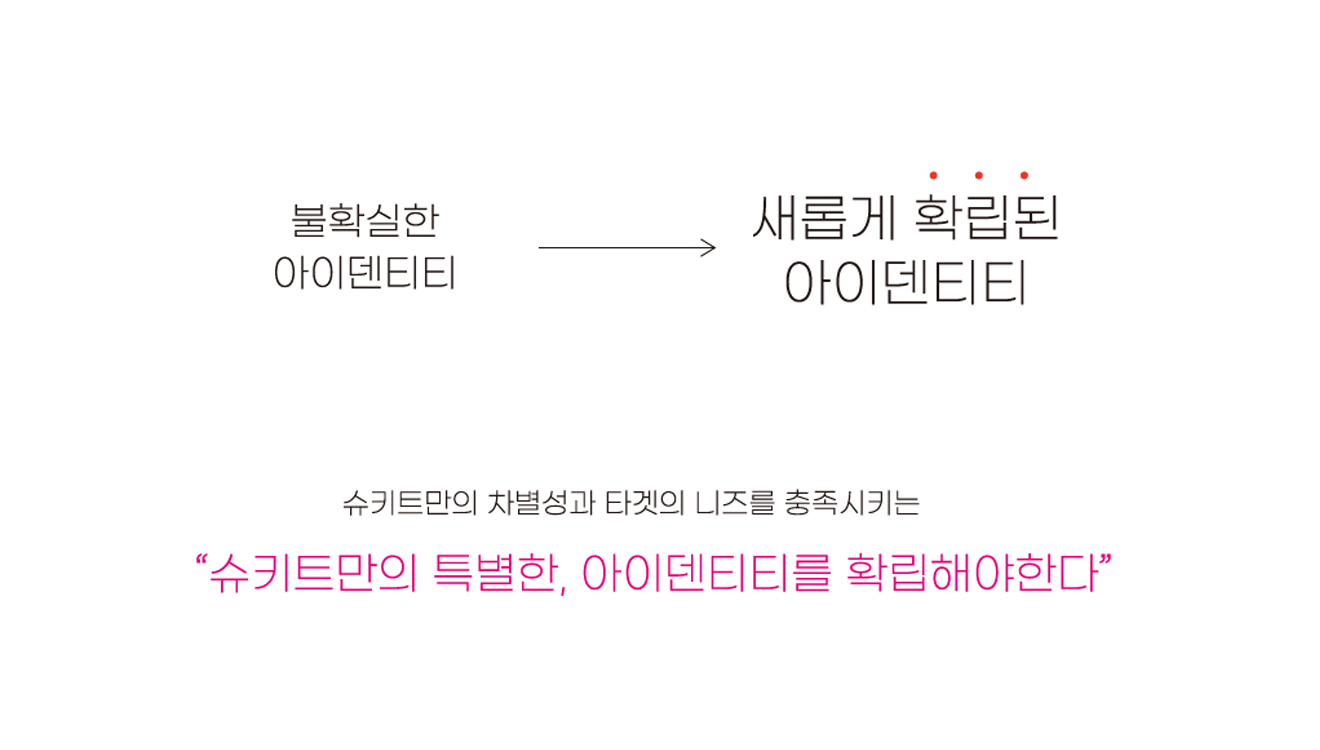 불확실한
아이덴티티
새롭게 확립된
아이덴티티
슈키트만의 차별성과 타겟의 니즈를 충족시키는
“슈키트만의 특별한, 아이덴티티를 확립해야한다”